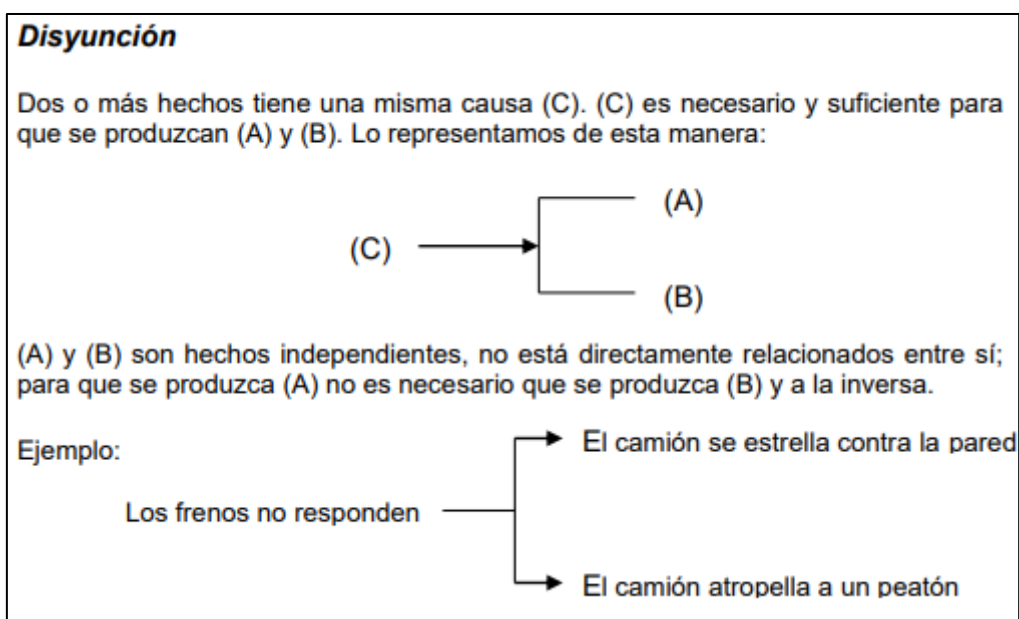 Disyunción
Dos o más hechos tiene una misma causa (C). (C) es necesario y suficiente para
que se produzcan (A) y (B). Lo representamos de esta manera:
(A)
(C)
(B)
(A) y (B) son hechos independientes, no está directamente relacionados entre sí;
para que se produzca (A) no es necesario que se produzca (B) y a la inversa.
El camión se estrella contra la pared
Ejemplo:
Los frenos no responden
El camión atropella a un peatón